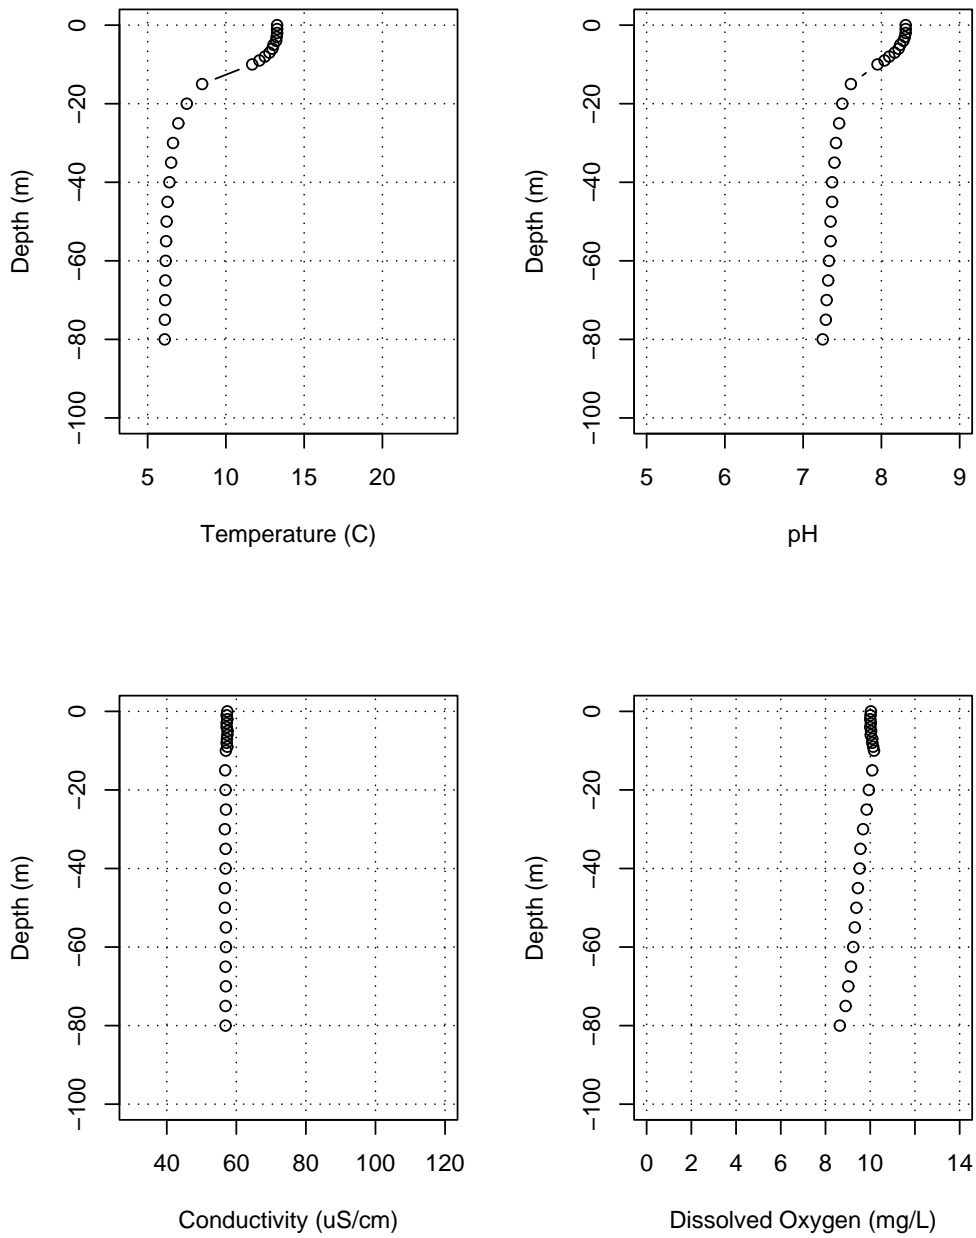 0
−20
−40
−60
−80
−100
Depth (m)
5 10 15 20
Temperature (C)
0
−20
−40
−60
−80
−100
Depth (m)
5 6 7 8 9
pH
0
−20
−40
−60
−80
−100
Depth (m)
40 60 80 100 120
Conductivity (uS/cm)
0
−20
−40
−60
−80
−100
Depth (m)
0 2 4 6 8 10 14
Dissolved Oxygen (mg/L)